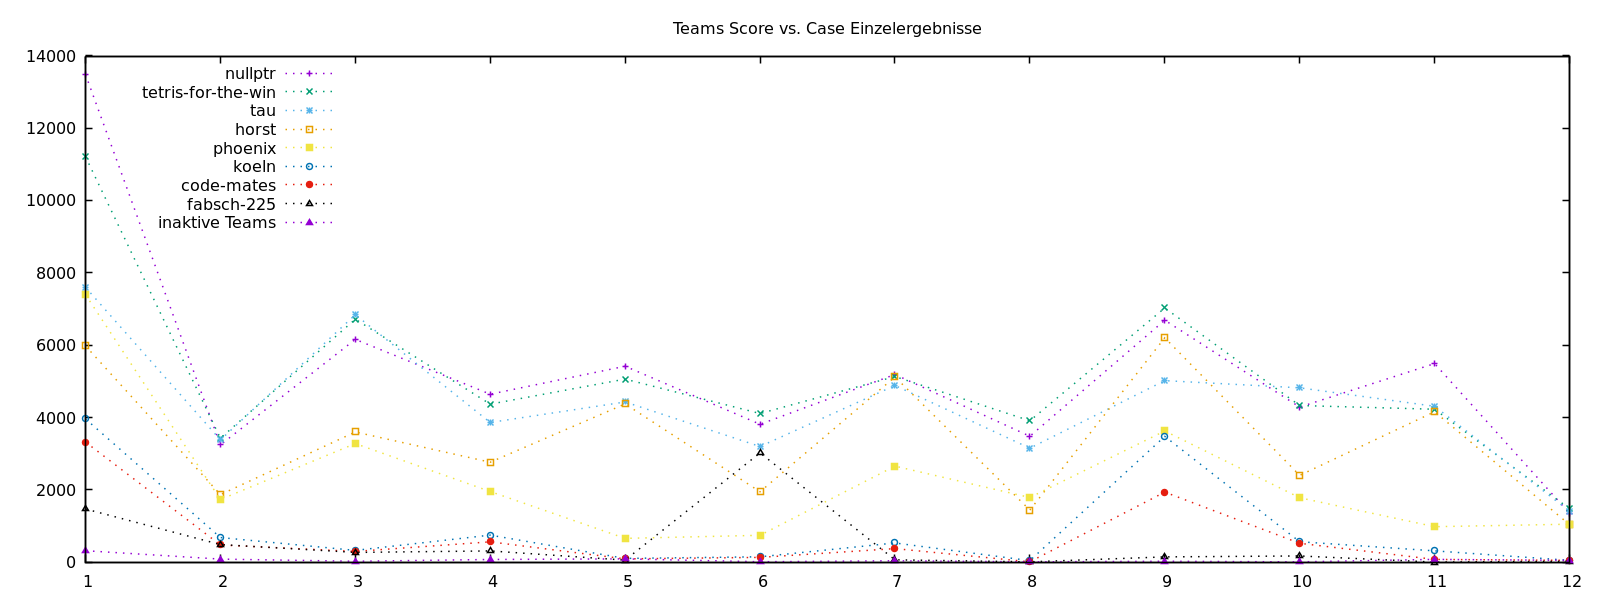 Teams Score vs. Case Einzelergebnisse
14000
12000
10000
8000
6000
4000
2000
0
nullptr
tetris-for-the-win
tau
horst
phoenix
koeln
code-mates
fabsch-225
inaktive Teams
1 2 3 4 5 6 7 8 9 10 11 12